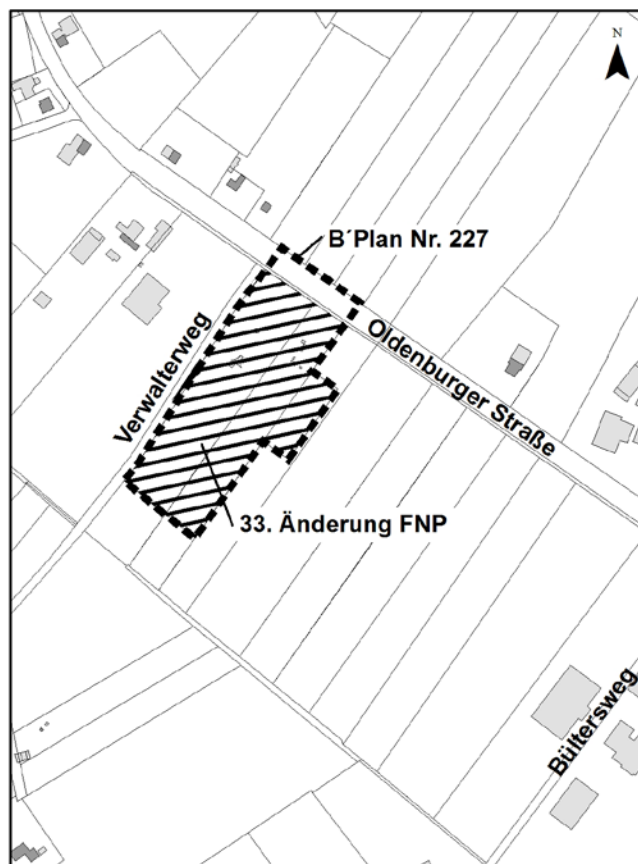 N
B´Plan Nr. 227
Verwalterweg
Oldenburger Straße
33. Änderung FNP
Bültersweg